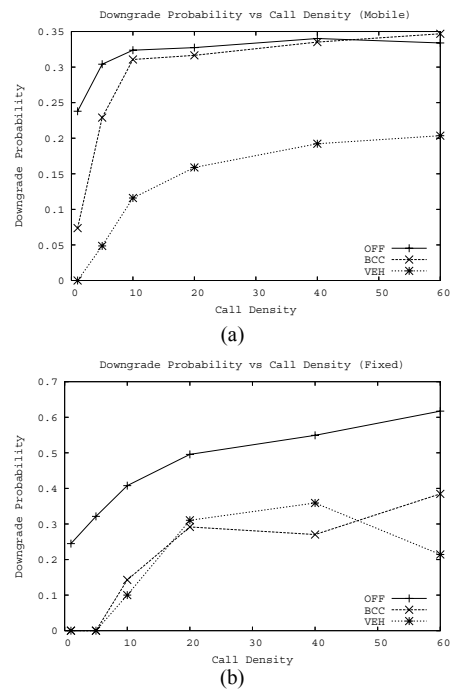 Downgrade Probability vs Call Density (Mobile)
0.35
0.3
0.25
0.2
0.15
0.1
0.05
0
Downgrade Probability
OFF
BCC
VEH
0 10 20 30 40 50 60
Call Density
(a)
Downgrade Probability vs Call Density (Fixed)
0.7
0.6
0.5
0.4
0.3
0.2
0.1
0
Downgrade Probability
OFF
BCC
VEH
0 10 20 30 40 50 60
Call Density
(b)